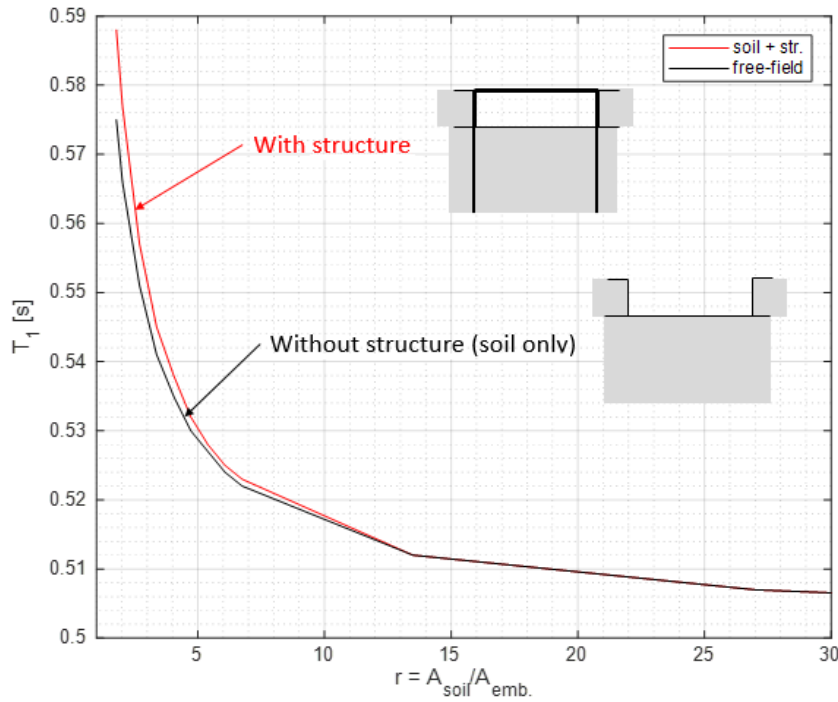 0.59
0.58
0.57
0.56
0.55
0.54
0.53
0.52
0.51
0.5
T1 [s]
soil + str.
free-field
With structure
Without structure (soil onlv)
5
10
15
20
25
30
r = Asoil/Aemb.